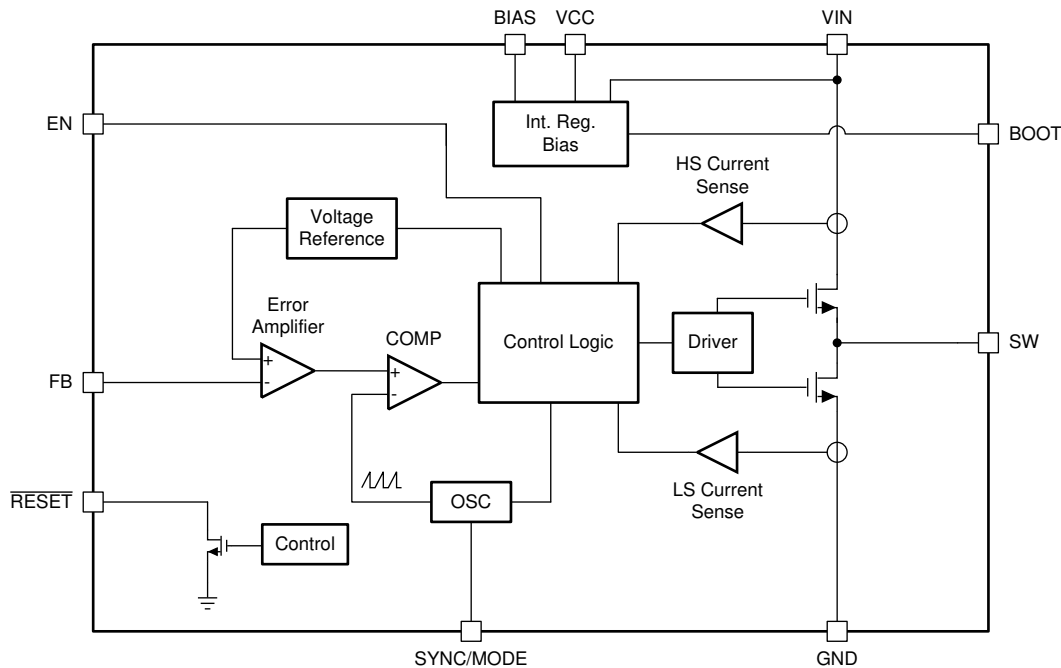 BIAS
VCC
VIN
EN
Int. Reg.
Bias
BOOT
HS Current
Sense
Voltage
Reference
Error
Amplifier
COMP
Control Logic
Driver
SW
+
-
+
-
FB
LS Current
Sense
RESET
OSC
Control
SYNC/MODE
GND